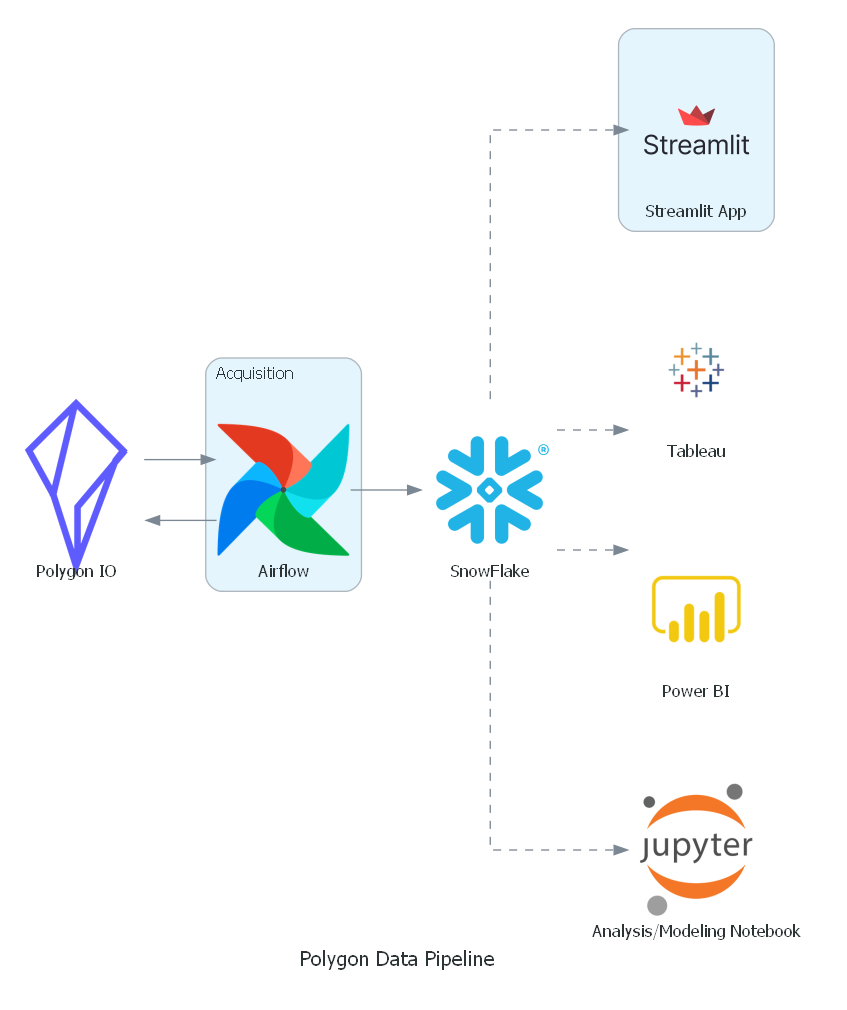 Streamlit
Streamlit App
Tableau
Acquisition
Polygon IO
Airflow
®
SnowFlake
Power BI
jupyter
Analysis/Modeling Notebook
Polygon Data Pipeline